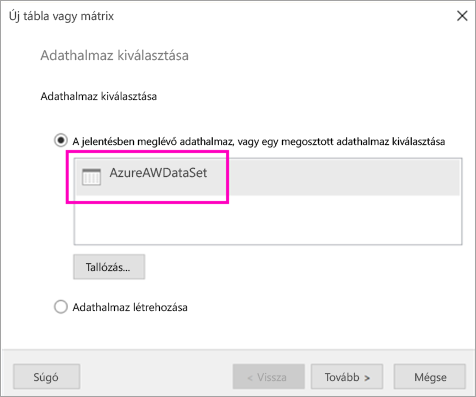 Új tábla vagy mátrix
Adathalmaz kiválasztása
Adathalmaz kiválasztása
A jelentésben meglévő adathalmaz, vagy egy megosztott adathalmaz kiválasztása
AzureAWDataSet
Tallózás...
Adathalmaz létrehozása
Súgó
< Vissza
Tovább >
Mégse